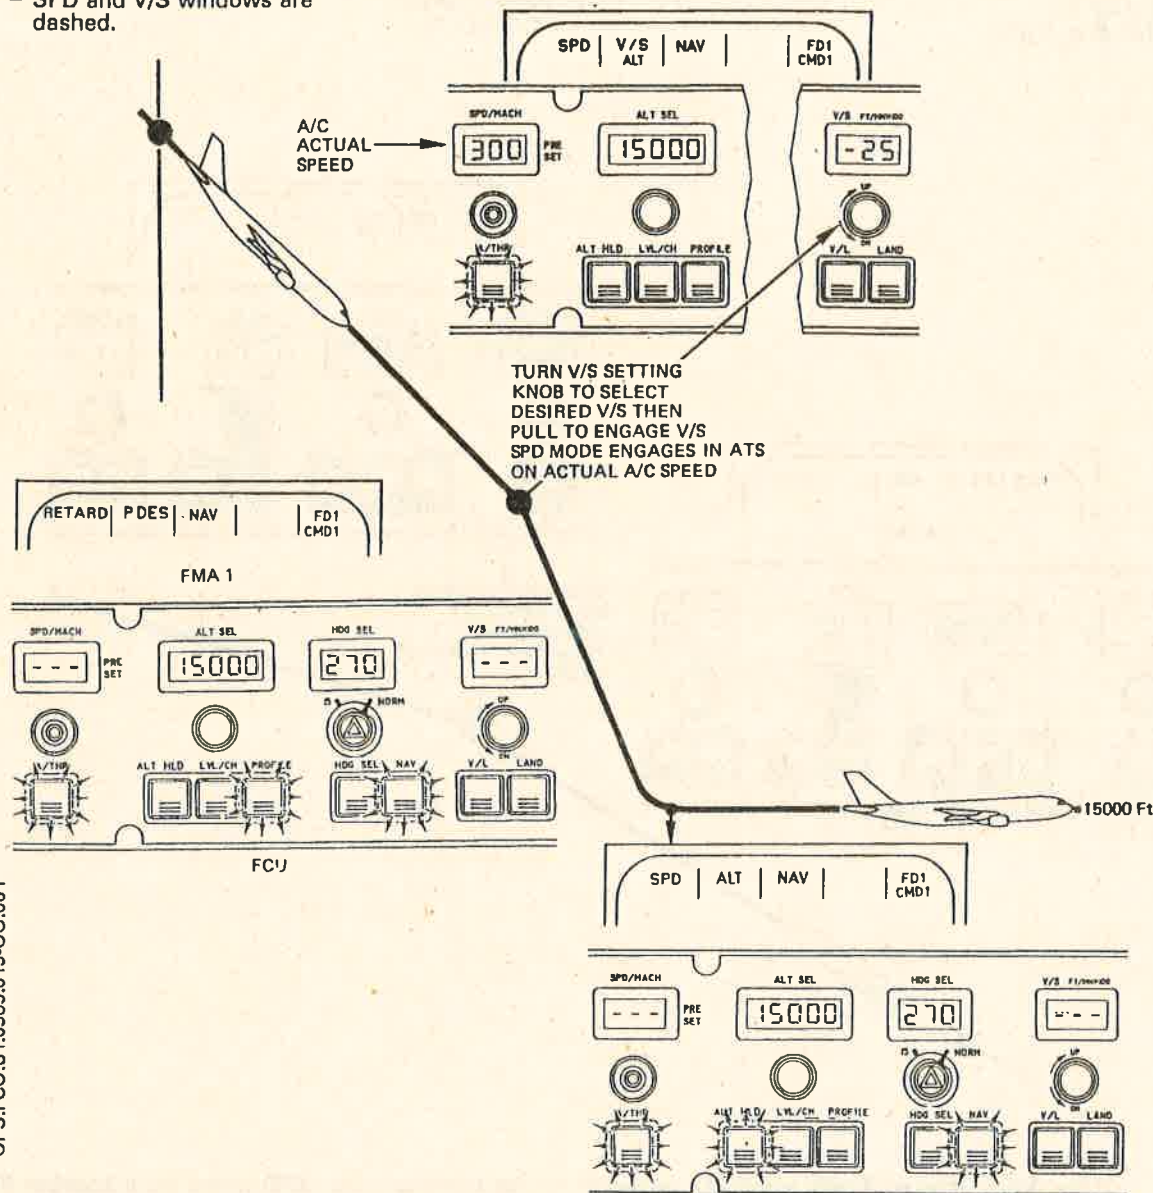 – SPD and V/S windows are
dashed.
SPD V/S NAV FD1
ALT CMD1
SPD/MACH ALT SEL V/S
A/C
ACTUAL
SPEED
300 PRE
SET 15000 -25
UP
DN
ALT HLD LVL/CH PROFILE V/L LAND
TURN V/S SETTING
KNOB TO SELECT
DESIRED V/S THEN
PULL TO ENGAGE V/S
SPD MODE ENGAGES IN ATS
ON ACTUAL A/C SPEED
RETARD P DES NAV FD1
CMD1
FMA 1
SPD/MACH ALT SEL HDG SEL V/S
--- PRE
SET 15000 270 ---
NORM UP
DN
ALT HLD LVL/CH PROFILE HDG SEL NAV V/L LAND
FCU
15000 Ft
SPD ALT NAV FD1
CMD1
SPD/MACH ALT SEL HDG SEL V/S
--- PRE
SET 15000 270 ---
NORM UP
DN
ALT HLD LVL/CH PROFILE HDG SEL NAV V/L LAND